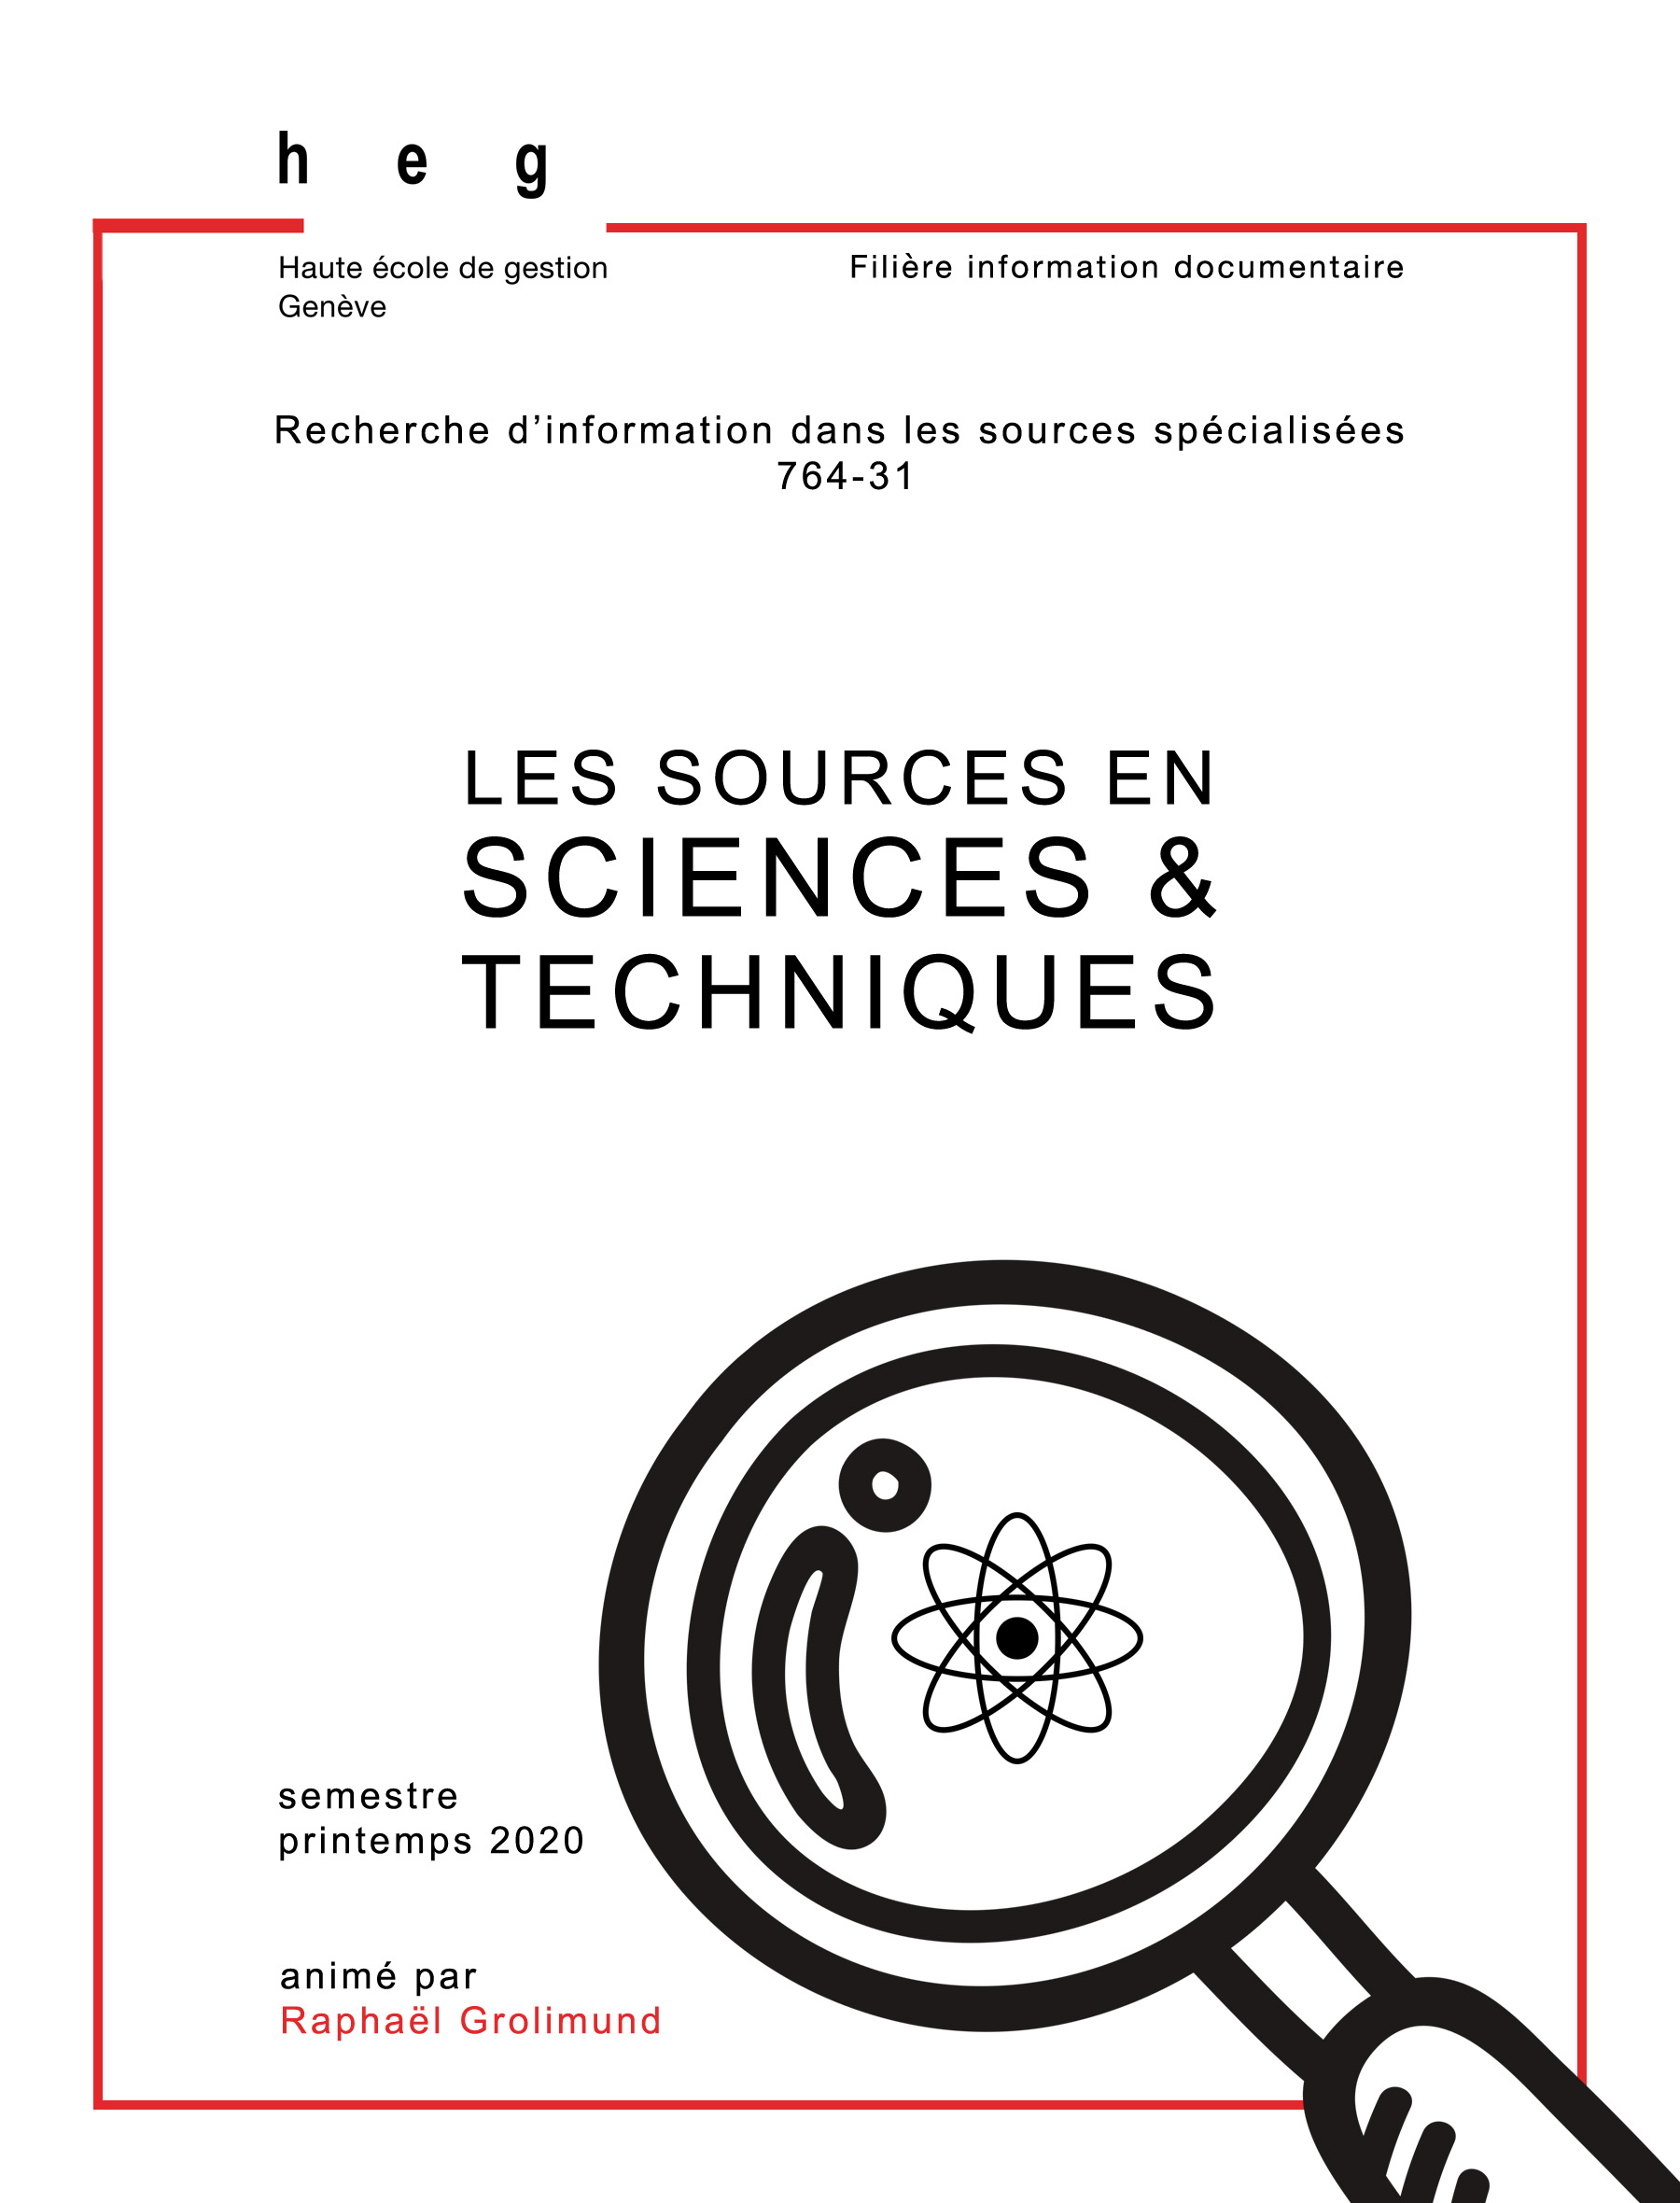 h e g
Haute école de gestion
Genève
Filière information documentaire
Recherche d’information dans les sources spécialisées
764-31
LES SOURCES EN
SCIENCES &
TECHNIQUES
semestre
printemps 2020
animé par
Raphaël Grolimund